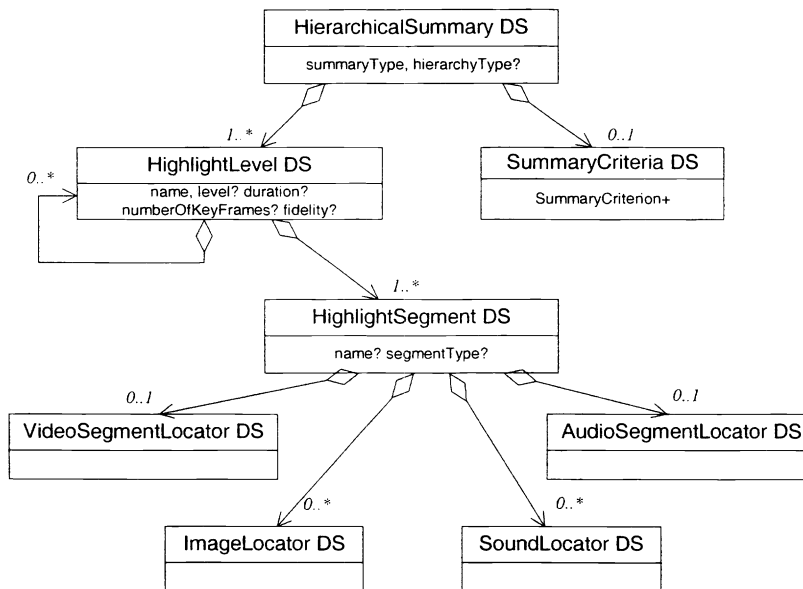 HierarchicalSummary DS
summaryType, hierarchyType?
1..*
0..1
HighlightLevel DS
SummaryCriteria DS
0..*
name, level? duration?
numberOfKeyFrames? fidelity?
SummaryCriterion+
1..*
HighlightSegment DS
name? segmentType?
0..1
0..1
VideoSegmentLocator DS
AudioSegmentLocator DS
0..*
0..*
ImageLocator DS
SoundLocator DS